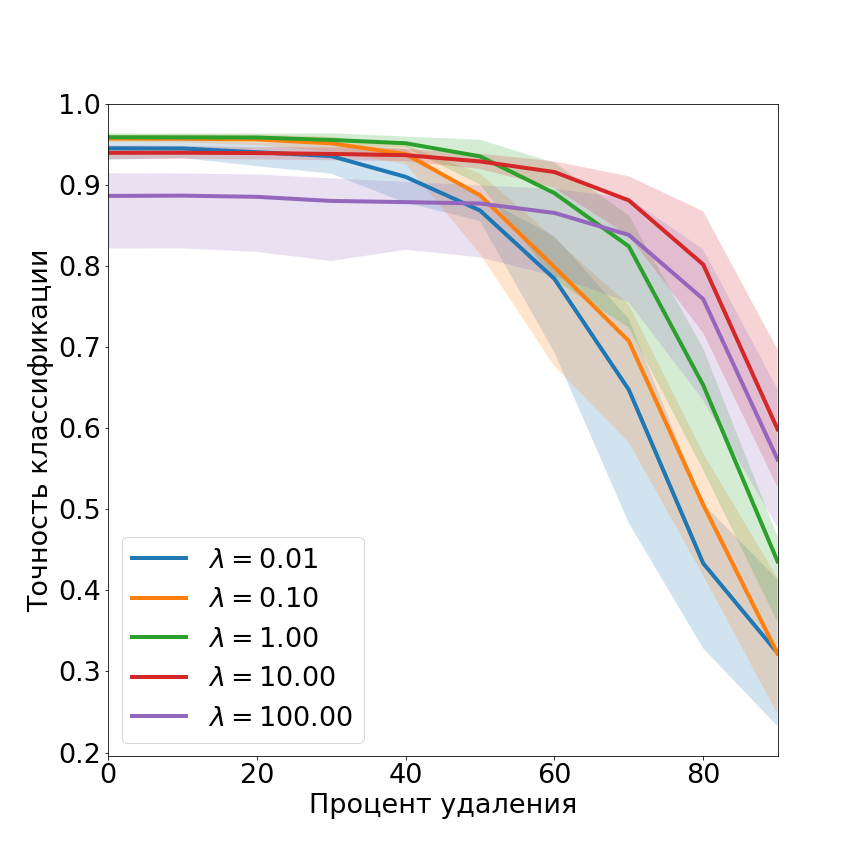 Точность классификации
1.0
0.9
0.8
0.7
0.6
0.5
0.4
0.3
0.2
λ = 0.01
λ = 0.10
λ = 1.00
λ = 10.00
λ = 100.00
0 20 40 60 80
Процент удаления